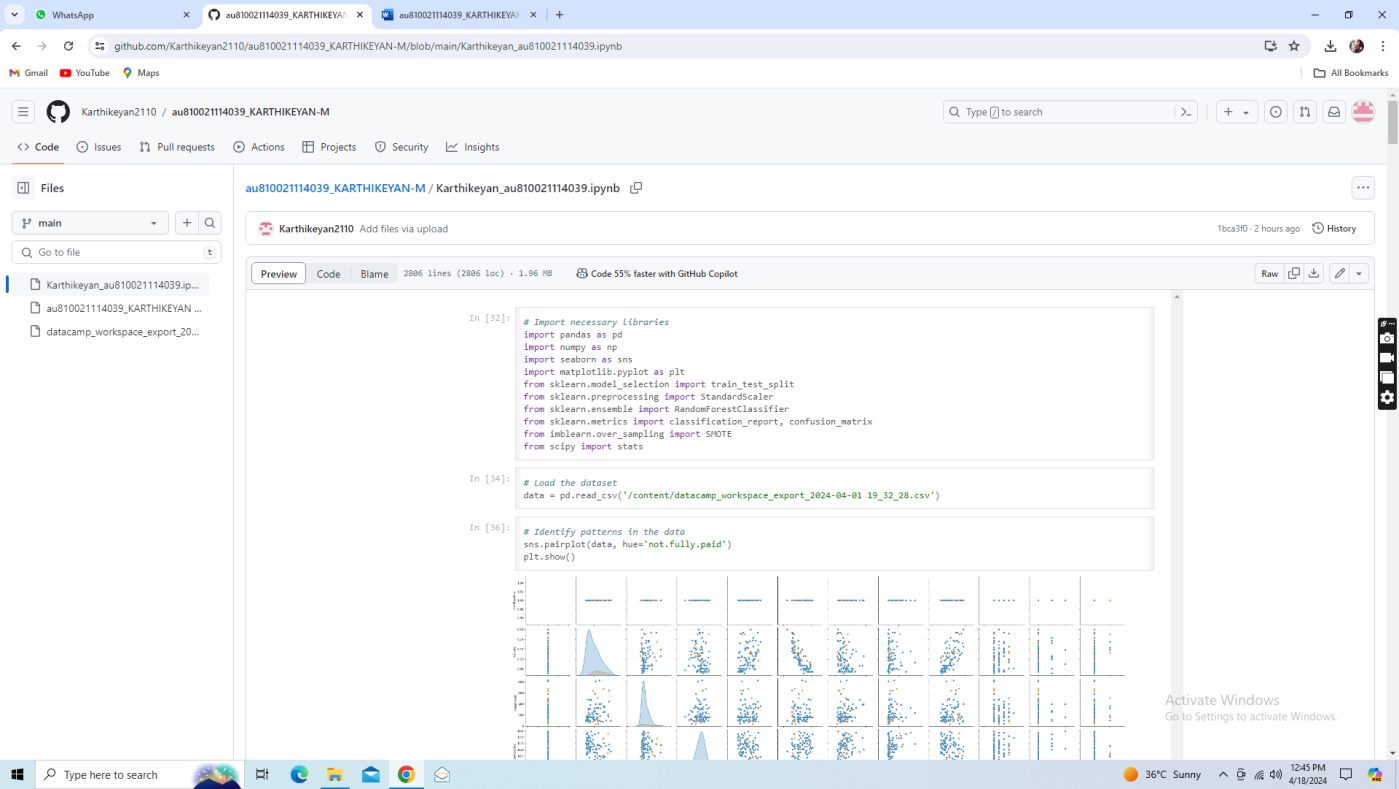 WhatsApp
au810021114039_KARTHIKEYAN
au810021114039_KARTHIKEYAN
github.com/Karthikeyan2110/au810021114039_KARTHIKEYAN-M/blob/main/Karthikeyan_au810021114039.ipynb
Gmail YouTube Maps All Bookmarks
Karthikeyan2110 / au810021114039_KARTHIKEYAN-M
Type / to search
Code Issues Pull requests Actions Projects Security Insights
Files
main
Go to file t
Karthikeyan_au810021114039.ip...
au810021114039_KARTHIKEYAN ...
datacamp_workspace_export_20...
au810021114039_KARTHIKEYAN-M / Karthikeyan_au810021114039.ipynb
Karthikeyan2110 Add files via upload 1bca3f0 · 2 hours ago History
Preview Code Blame 2806 lines (2806 loc) · 1.96 MB Code 55% faster with GitHub Copilot Raw
In [32]:
# Import necessary libraries
import pandas as pd
import numpy as np
import seaborn as sns
import matplotlib.pyplot as plt
from sklearn.model_selection import train_test_split
from sklearn.preprocessing import StandardScaler
from sklearn.ensemble import RandomForestClassifier
from sklearn.metrics import classification_report, confusion_matrix
from imblearn.over_sampling import SMOTE
from scipy import stats
In [34]:
# Load the dataset
data = pd.read_csv('/content/datacamp_workspace_export_2024-04-01 19_32_28.csv')
In [36]:
# Identify patterns in the data
sns.pairplot(data, hue='not.fully.paid')
plt.show()
Activate Windows
Go to Settings to activate Windows.
Type here to search
36°C Sunny
12:45 PM
4/18/2024